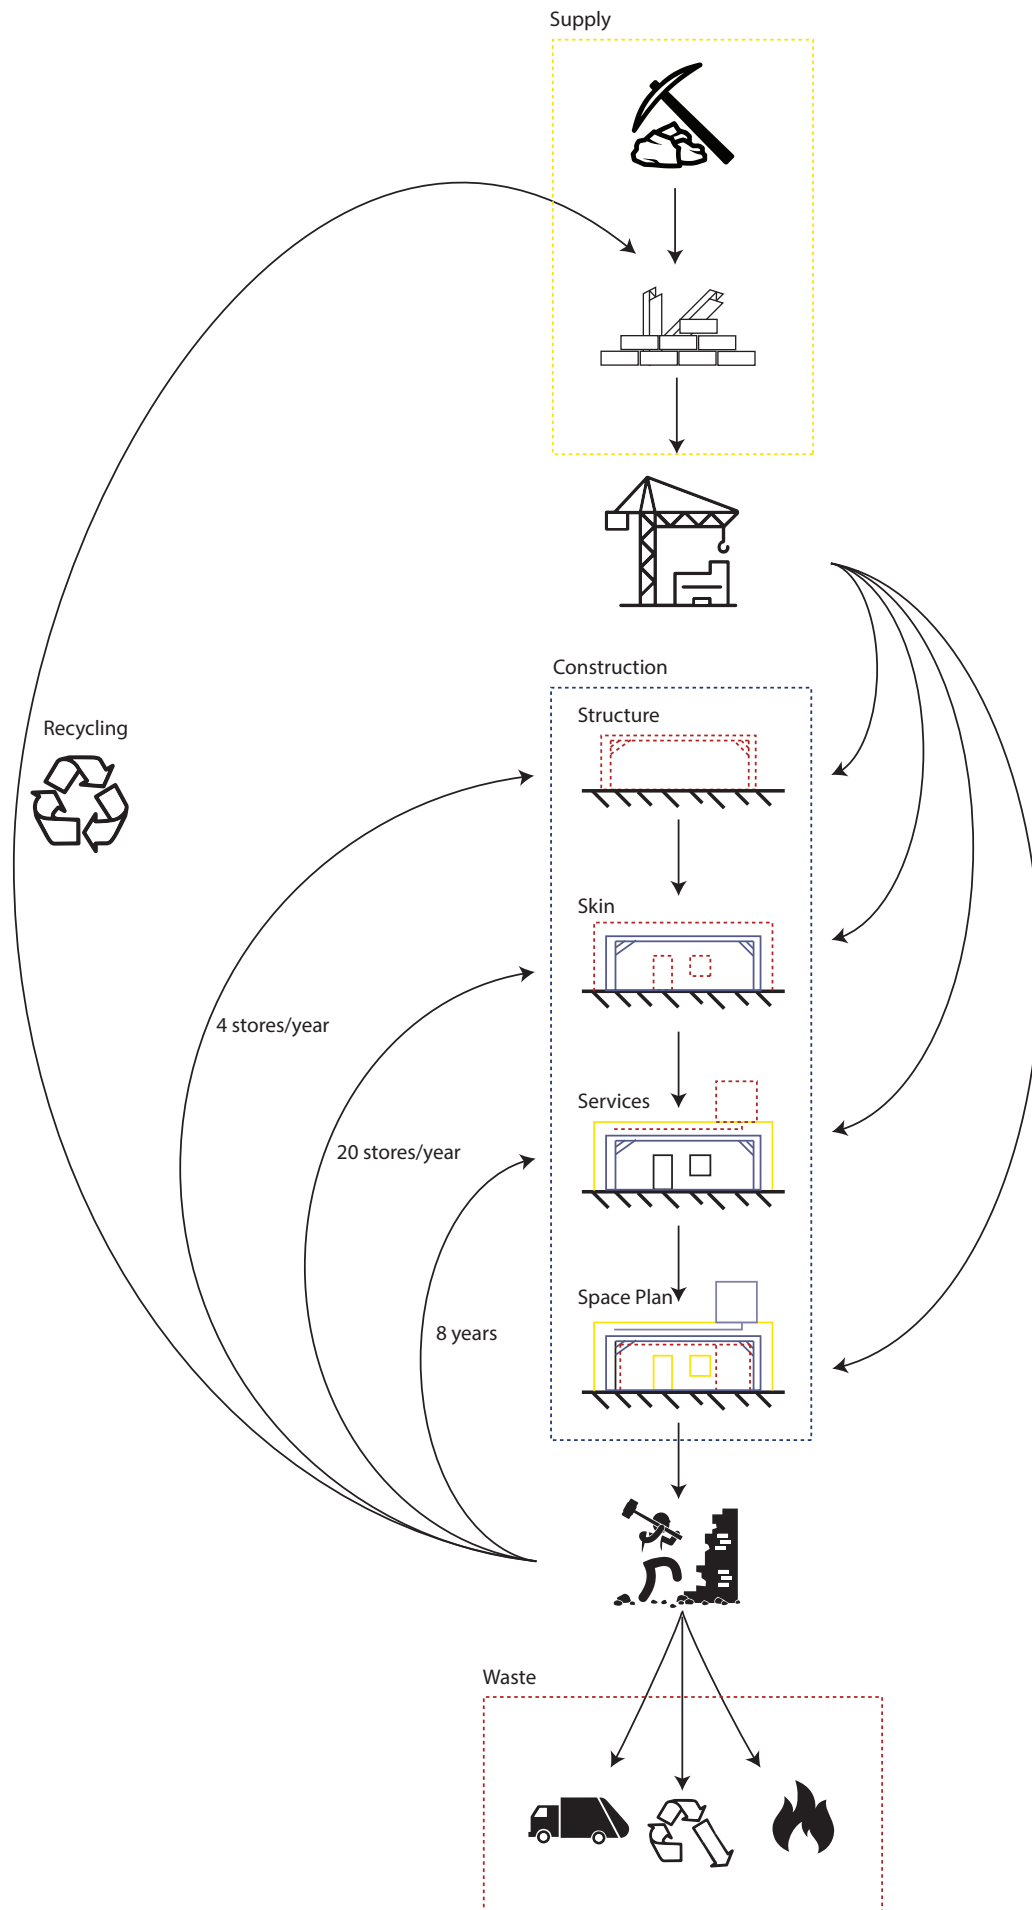 Supply
Construction
Structure
Recycling
Skin
4 stores/year
Services
20 stores/year
Space Plan
8 years
Waste